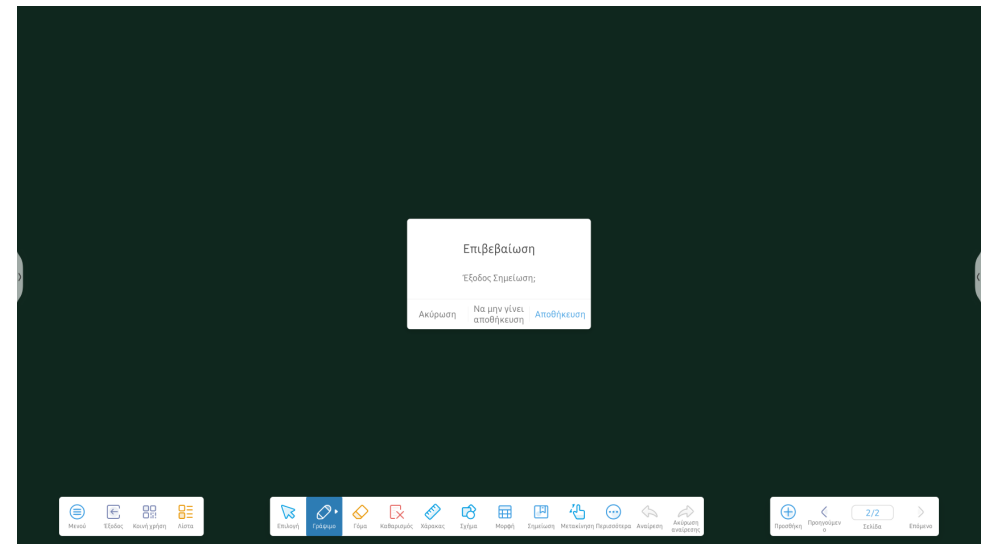 Επιβεβαίωση
Έξοδος Σημείωση;
Ακύρωση
Να μην γίνει
αποθήκευση
Αποθήκευση
Μενού
Έξοδος
Κοινή χρήση
Λίστα
Επιλογή
Γράψιμο
Γόμα
Καθαρισμός
Χάρακας
Σχήμα
Μορφή
Σημείωση
Μετακίνηση
Περισσότερα
Αναίρεση
Ακύρωση
αναίρεσης
Προσθήκη
Προηγούμεν
ο
2/2
Σελίδα
Επόμενο